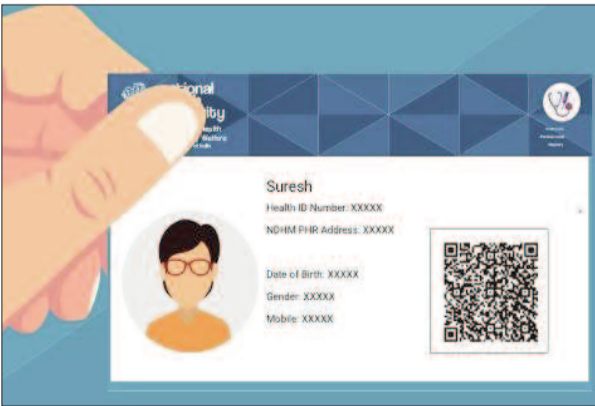 Suresh
Health ID Number: XXXXX
NDHM PHR Address: XXXXX
Date of Birth: XXXXX
Gender: XXXXX
Mobile: XXXXX